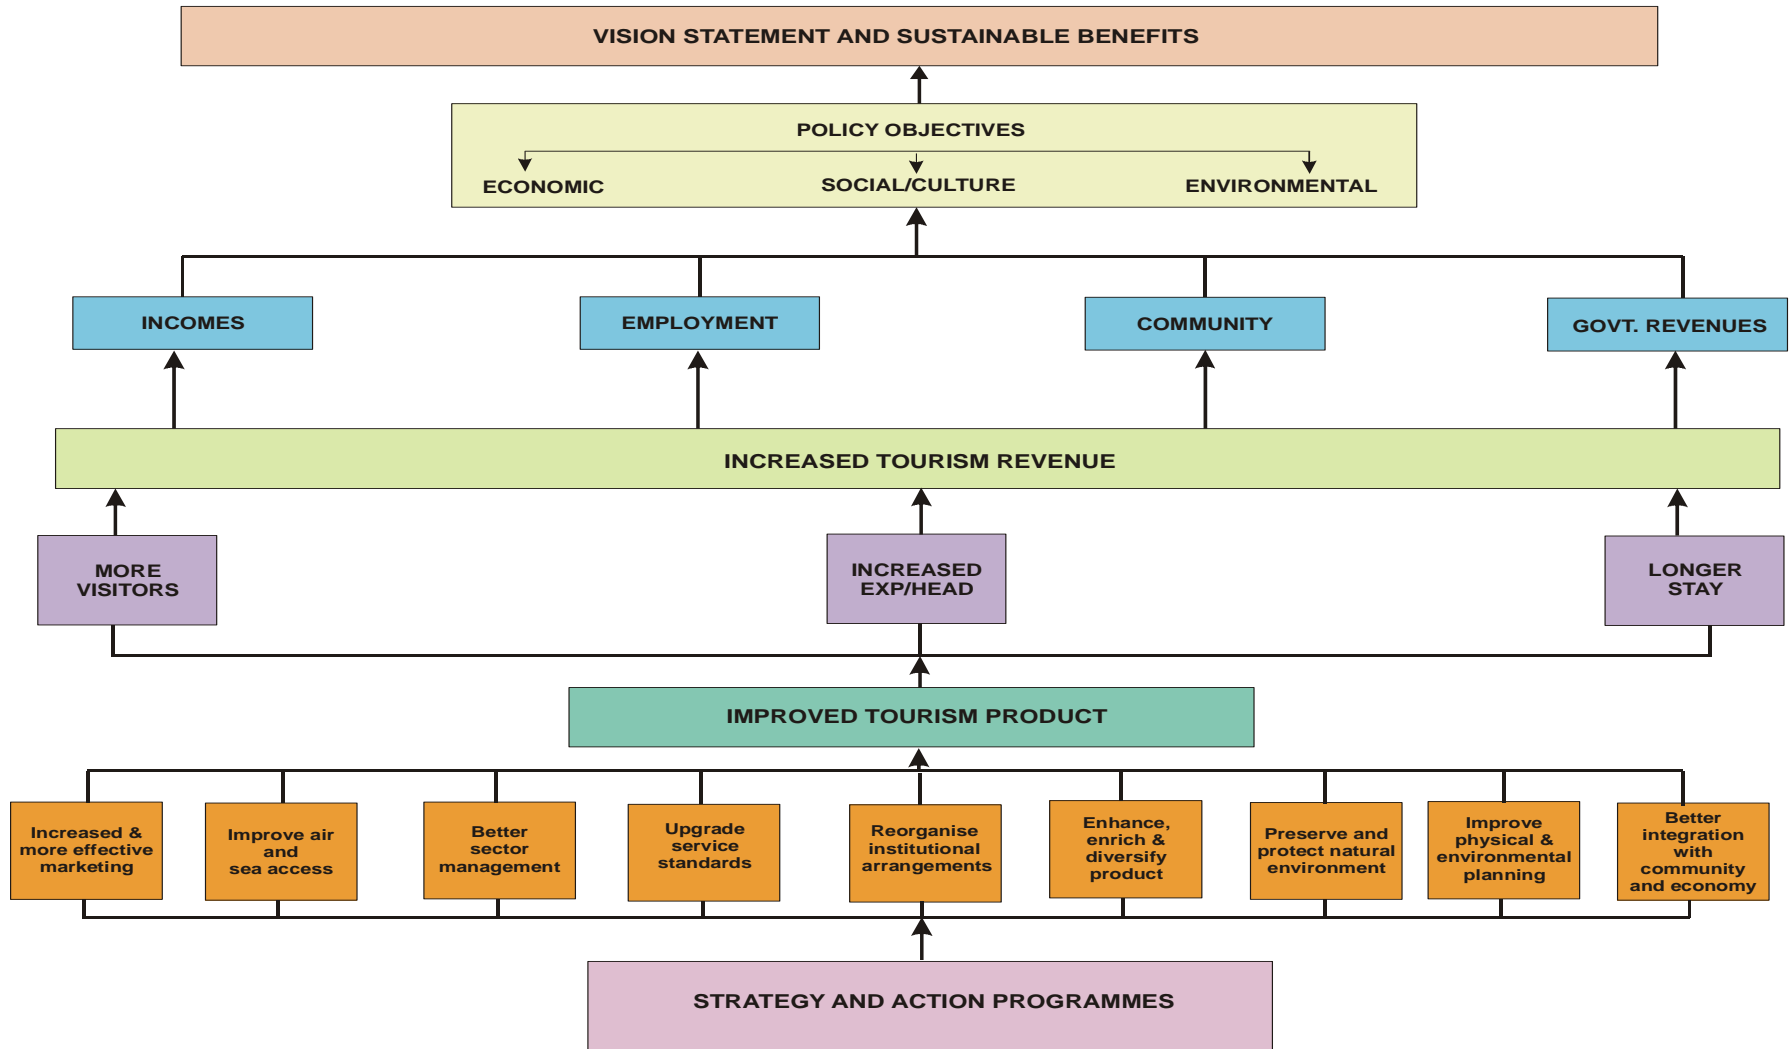 VISION STATEMENT AND SUSTAINABLE BENEFITS
POLICY OBJECTIVES
ECONOMIC
SOCIAL/CULTURE
ENVIRONMENTAL
INCOMES
EMPLOYMENT
COMMUNITY
GOVT. REVENUES
INCREASED TOURISM REVENUE
MORE
VISITORS
INCREASED
EXP/HEAD
LONGER
STAY
IMPROVED TOURISM PRODUCT
Increased &
more effective
marketing
Improve air
and
sea access
Better
sector
management
Upgrade
service
standards
Reorganise
institutional
arrangements
Enhance,
enrich &
diversify
product
Preserve and
protect natural
environment
Improve
physical &
environmental
planning
Better
integration
with
community
and economy
STRATEGY AND ACTION PROGRAMMES